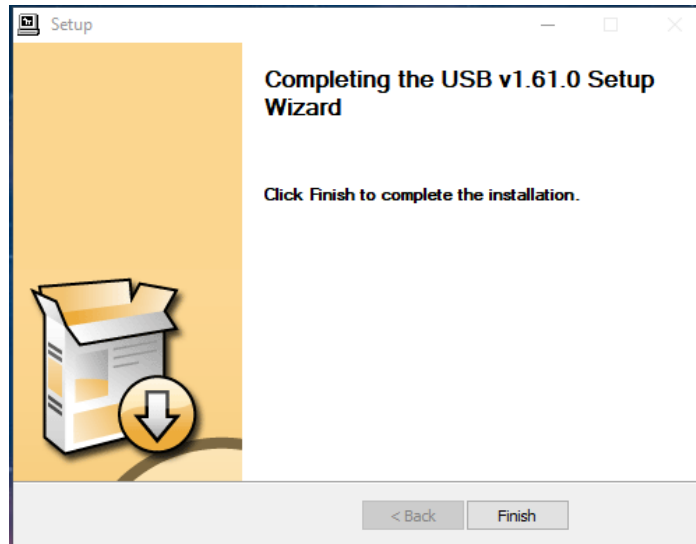 Setup
Completing the USB v1.61.0 Setup
Wizard
Click Finish to complete the installation.
< Back
Finish